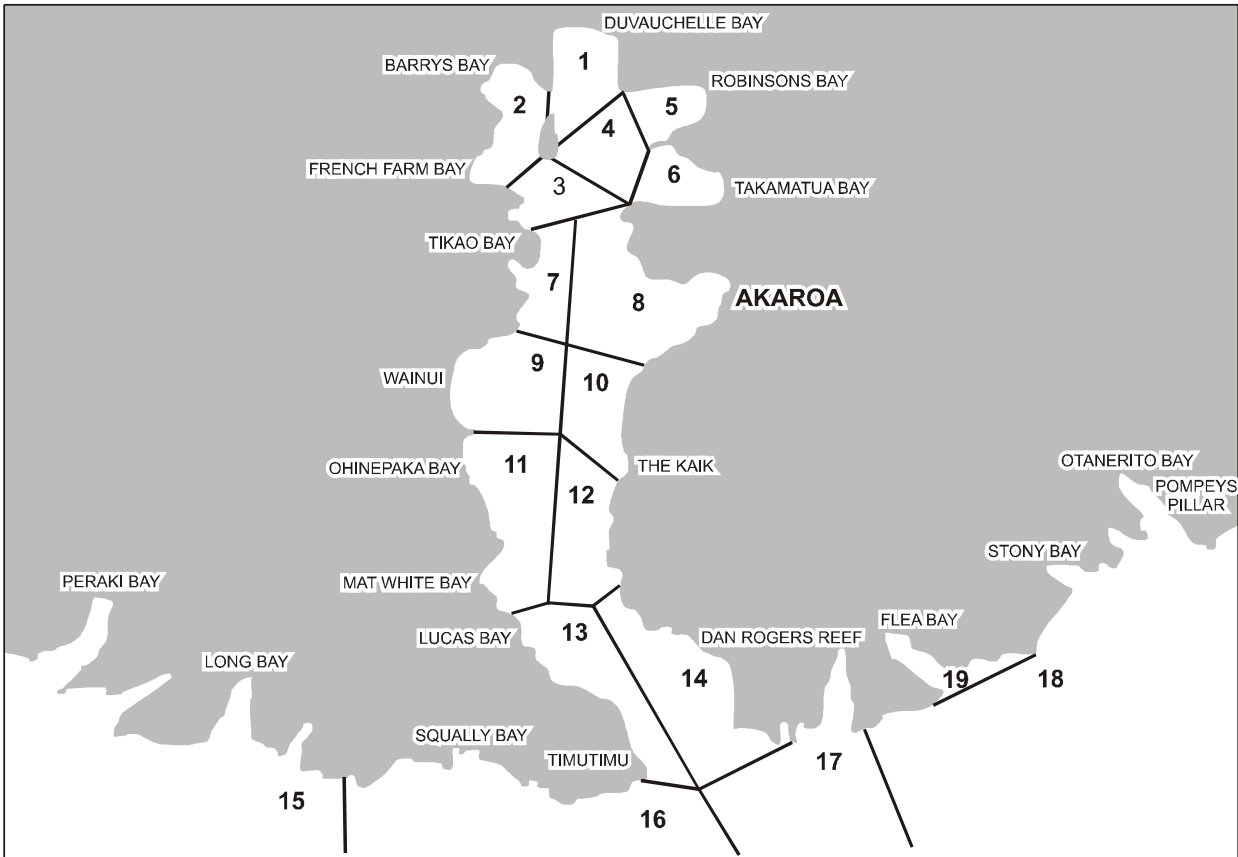 DUVAUCHELLE BAY
BARRYS BAY
1
ROBINSONS BAY
2
5
4
FRENCH FARM BAY
3
6
TAKAMATUA BAY
TIKAO BAY
7
8
AKAROA
9
WAINUI
10
OHINEPAKA BAY
11
THE KAIK
12
OTANERITO BAY
POMPEYS
PILLAR
STONY BAY
PERAKI BAY
MAT WHITE BAY
LUCAS BAY
13
DAN ROGERS REEF
FLEA BAY
LONG BAY
14
19
18
SQUALLY BAY
TIMUTIMU
17
15
16